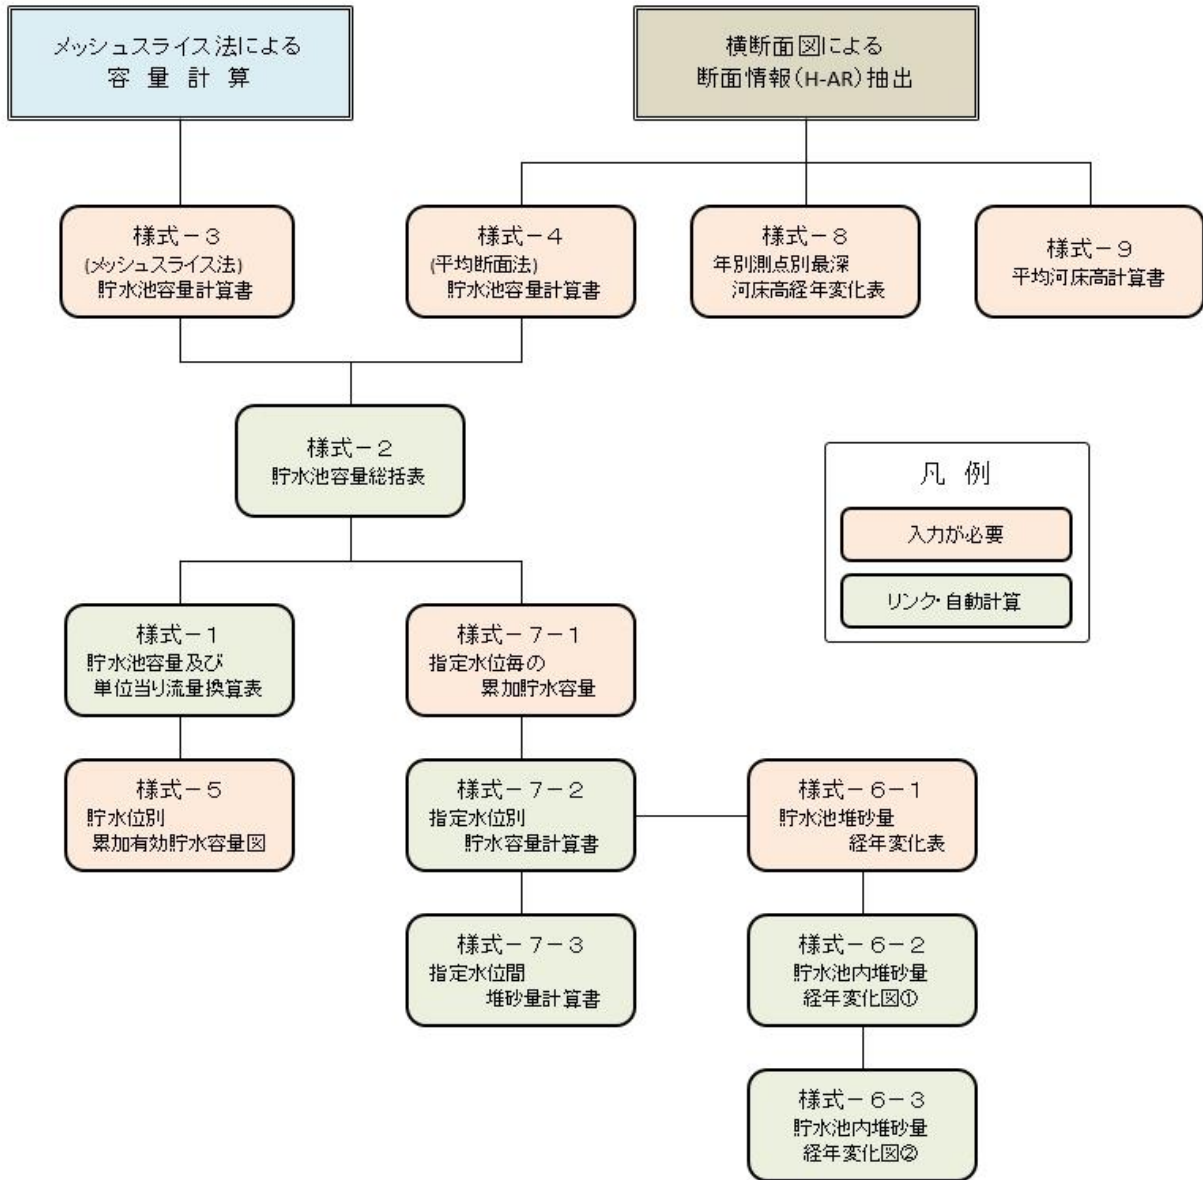 メッシュスライス法による
容 量 計 算
横断面図による
断面情報(H-AR)抽出
様式-3
(メッシュスライス法)
貯水池容量計算書
様式-4
(平均断面法)
貯水池容量計算書
様式-8
年別測点別最深
河床高経年変化表
様式-9
平均河床高計算書
様式-2
貯水池容量総括表
凡 例
入力が必要
リンク・自動計算
様式-1
貯水池容量及び
単位当り流量換算表
様式-7-1
指定水位毎の
累加貯水容量
様式-5
貯水位別
累加有効貯水容量図
様式-7-2
指定水位別
貯水容量計算書
様式-6-1
貯水池堆砂量
経年変化表
様式-7-3
指定水位間
堆砂量計算書
様式-6-2
貯水池内堆砂量
経年変化図①
様式-6-3
貯水池内堆砂量
経年変化図②